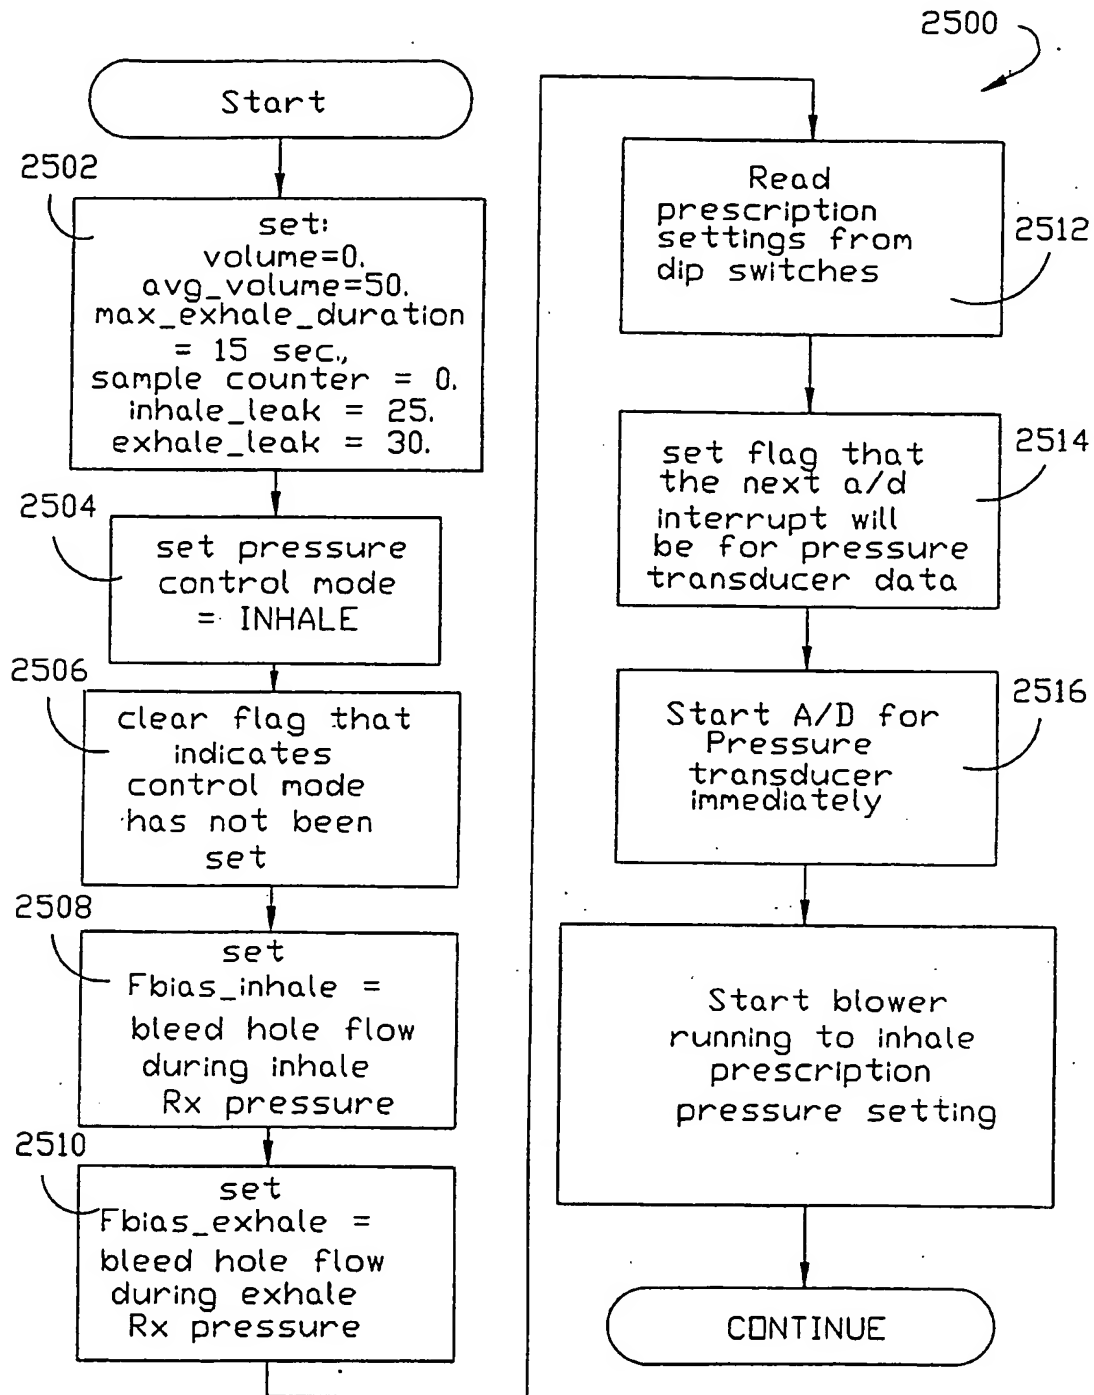 2500
Start
2502
set:
volume=0.
avg_volume=50.
max_exhale_duration
= 15 sec.,
sample counter = 0.
inhale_leak = 25.
exhale_leak = 30.
2504
set pressure
control mode
= INHALE
2506
clear flag that
indicates
control mode
has not been
set
2508
set
Fbias_inhale =
bleed hole flow
during inhale
Rx pressure
2510
set
Fbias_exhale =
bleed hole flow
during exhale
Rx pressure
Read
prescription
settings from
dip switches
2512
set flag that
the next a/d
interrupt will
be for pressure
transducer data
2514
Start A/D for
Pressure
transducer
immediately
2516
Start blower
running to inhale
prescription
pressure setting
CONTINUE